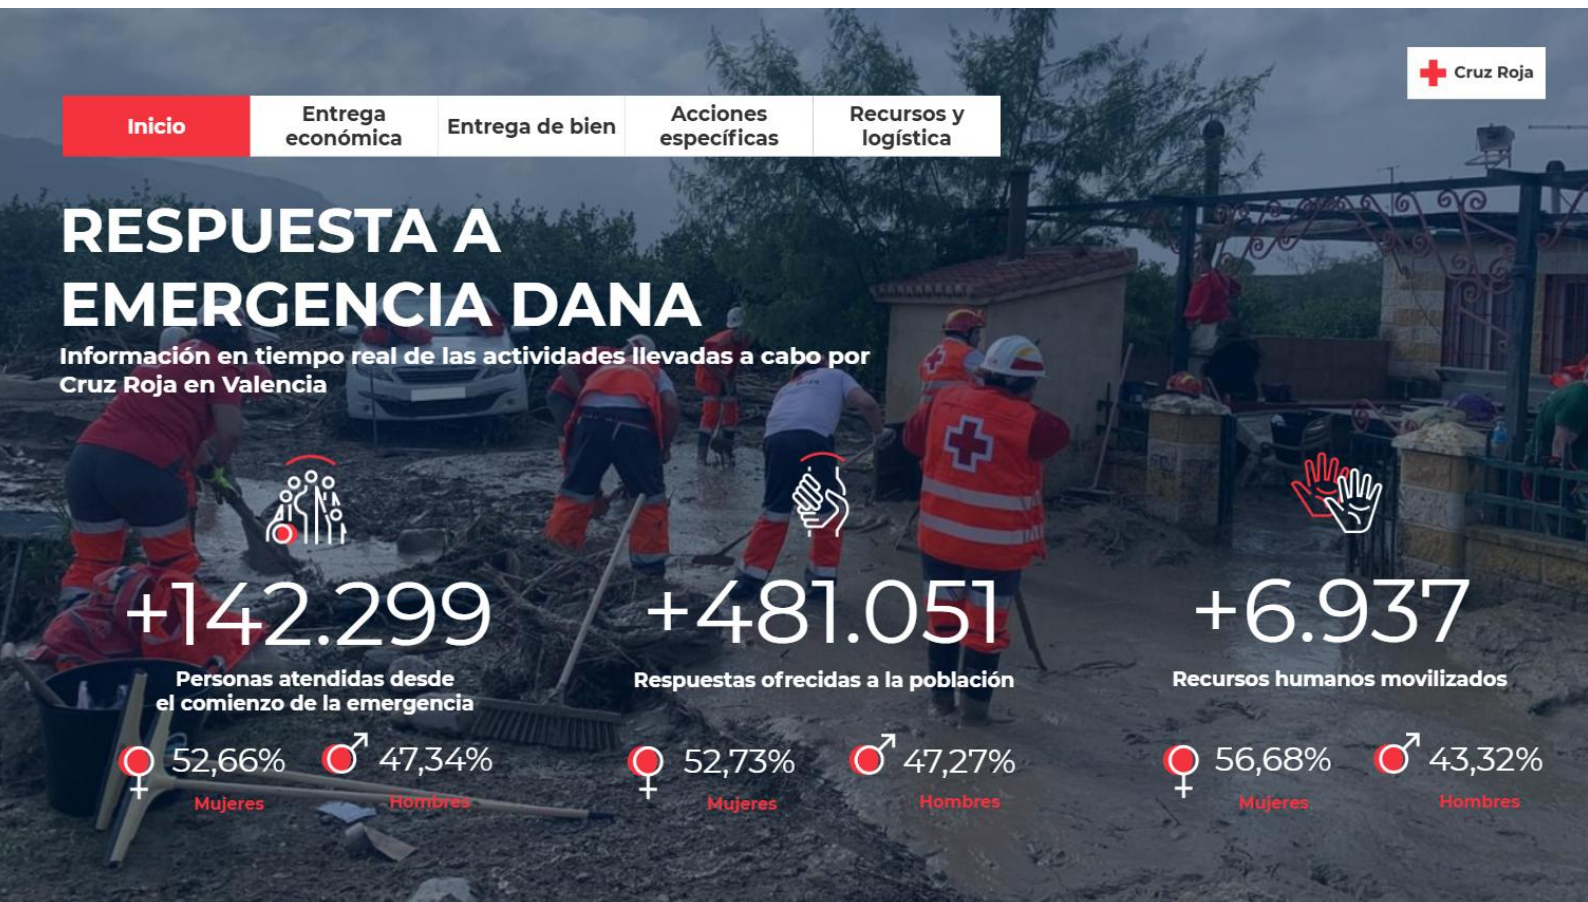 Cruz Roja
Inicio
Entrega
económica
Entrega de bien
Acciones
específicas
Recursos y
logística
RESPUESTA A
EMERGENCIA DANA
Información en tiempo real de las actividades llevadas a cabo por
Cruz Roja en Valencia
+142.299
Personas atendidas desde
el comienzo de la emergencia
52,66%
Mujeres
47,34%
Hombres
+481.051
Respuestas ofrecidas a la población
52,73%
Mujeres
47,27%
Hombres
+6.937
Recursos humanos movilizados
56,68%
Mujeres
43,32%
Hombres